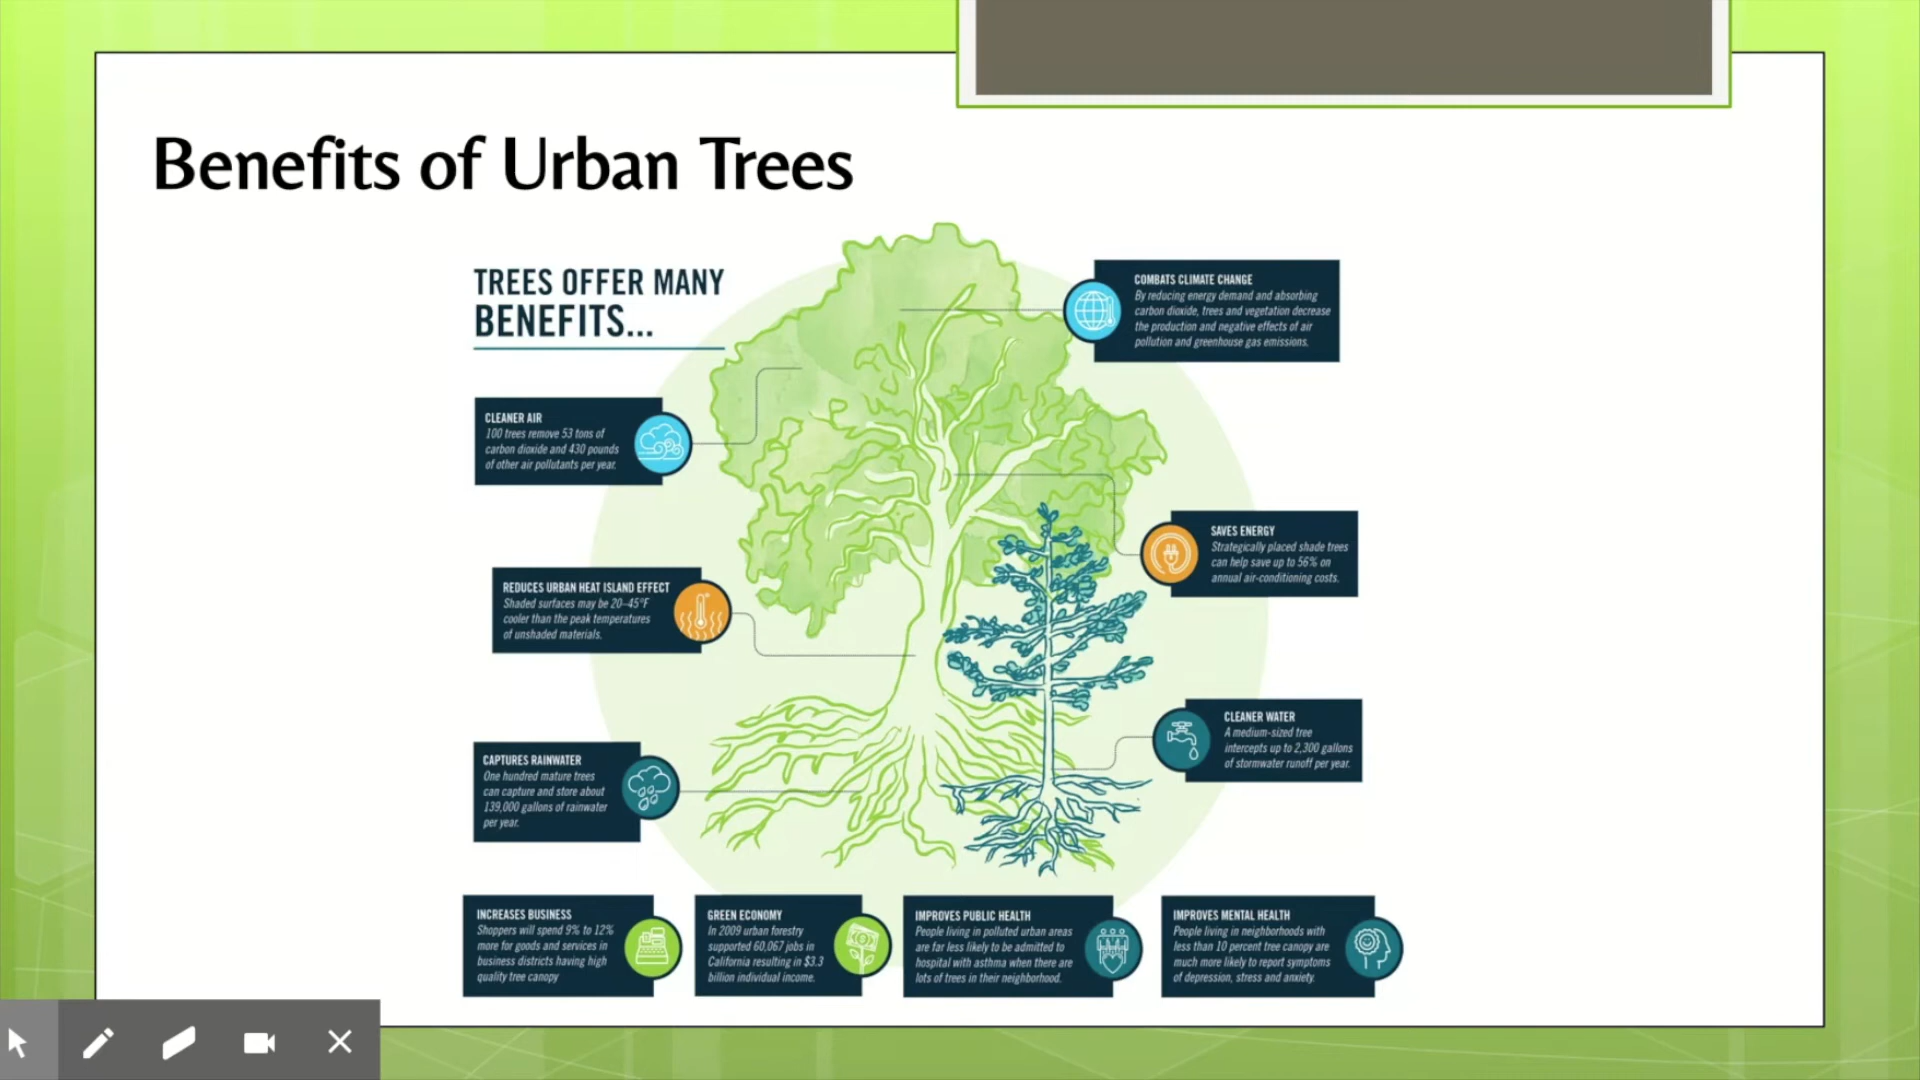 Benefits of Urban Trees
TREES OFFER MANY
BENEFITS...
COMBATS CLIMATE CHANGE
By reducing energy demand and absorbing
carbon dioxide, trees and vegetation decrease
the production and negative effects of air
pollution and greenhouse gas emissions.
CLEANER AIR
100 trees remove 53 tons of
carbon dioxide and 430 pounds
of other air pollutants per year.
SAVES ENERGY
Strategically placed shade trees
can help save up to 56% on
annual air-conditioning costs.
REDUCES URBAN HEAT ISLAND EFFECT
Shaded surfaces may be 20–45°F
cooler than the peak temperatures
of unshaded materials.
CLEANER WATER
A medium-sized tree
intercepts up to 2,300 gallons
of stormwater runoff per year.
CAPTURES RAINWATER
One hundred mature trees
can capture and store about
139,000 gallons of rainwater
per year.
INCREASES BUSINESS
Shoppers will spend 9% to 12%
more for goods and services in
business districts having high
quality tree canopy
GREEN ECONOMY
In 2009 urban forestry
supported 60,067 jobs in
California resulting in $3.3
billion individual income.
IMPROVES PUBLIC HEALTH
People living in polluted urban areas
are far less likely to be admitted to
hospital with asthma when there are
lots of trees in their neighborhood.
IMPROVES MENTAL HEALTH
People living in neighborhoods with
less than 10 percent tree canopy are
much more likely to report symptoms
of depression, stress and anxiety.